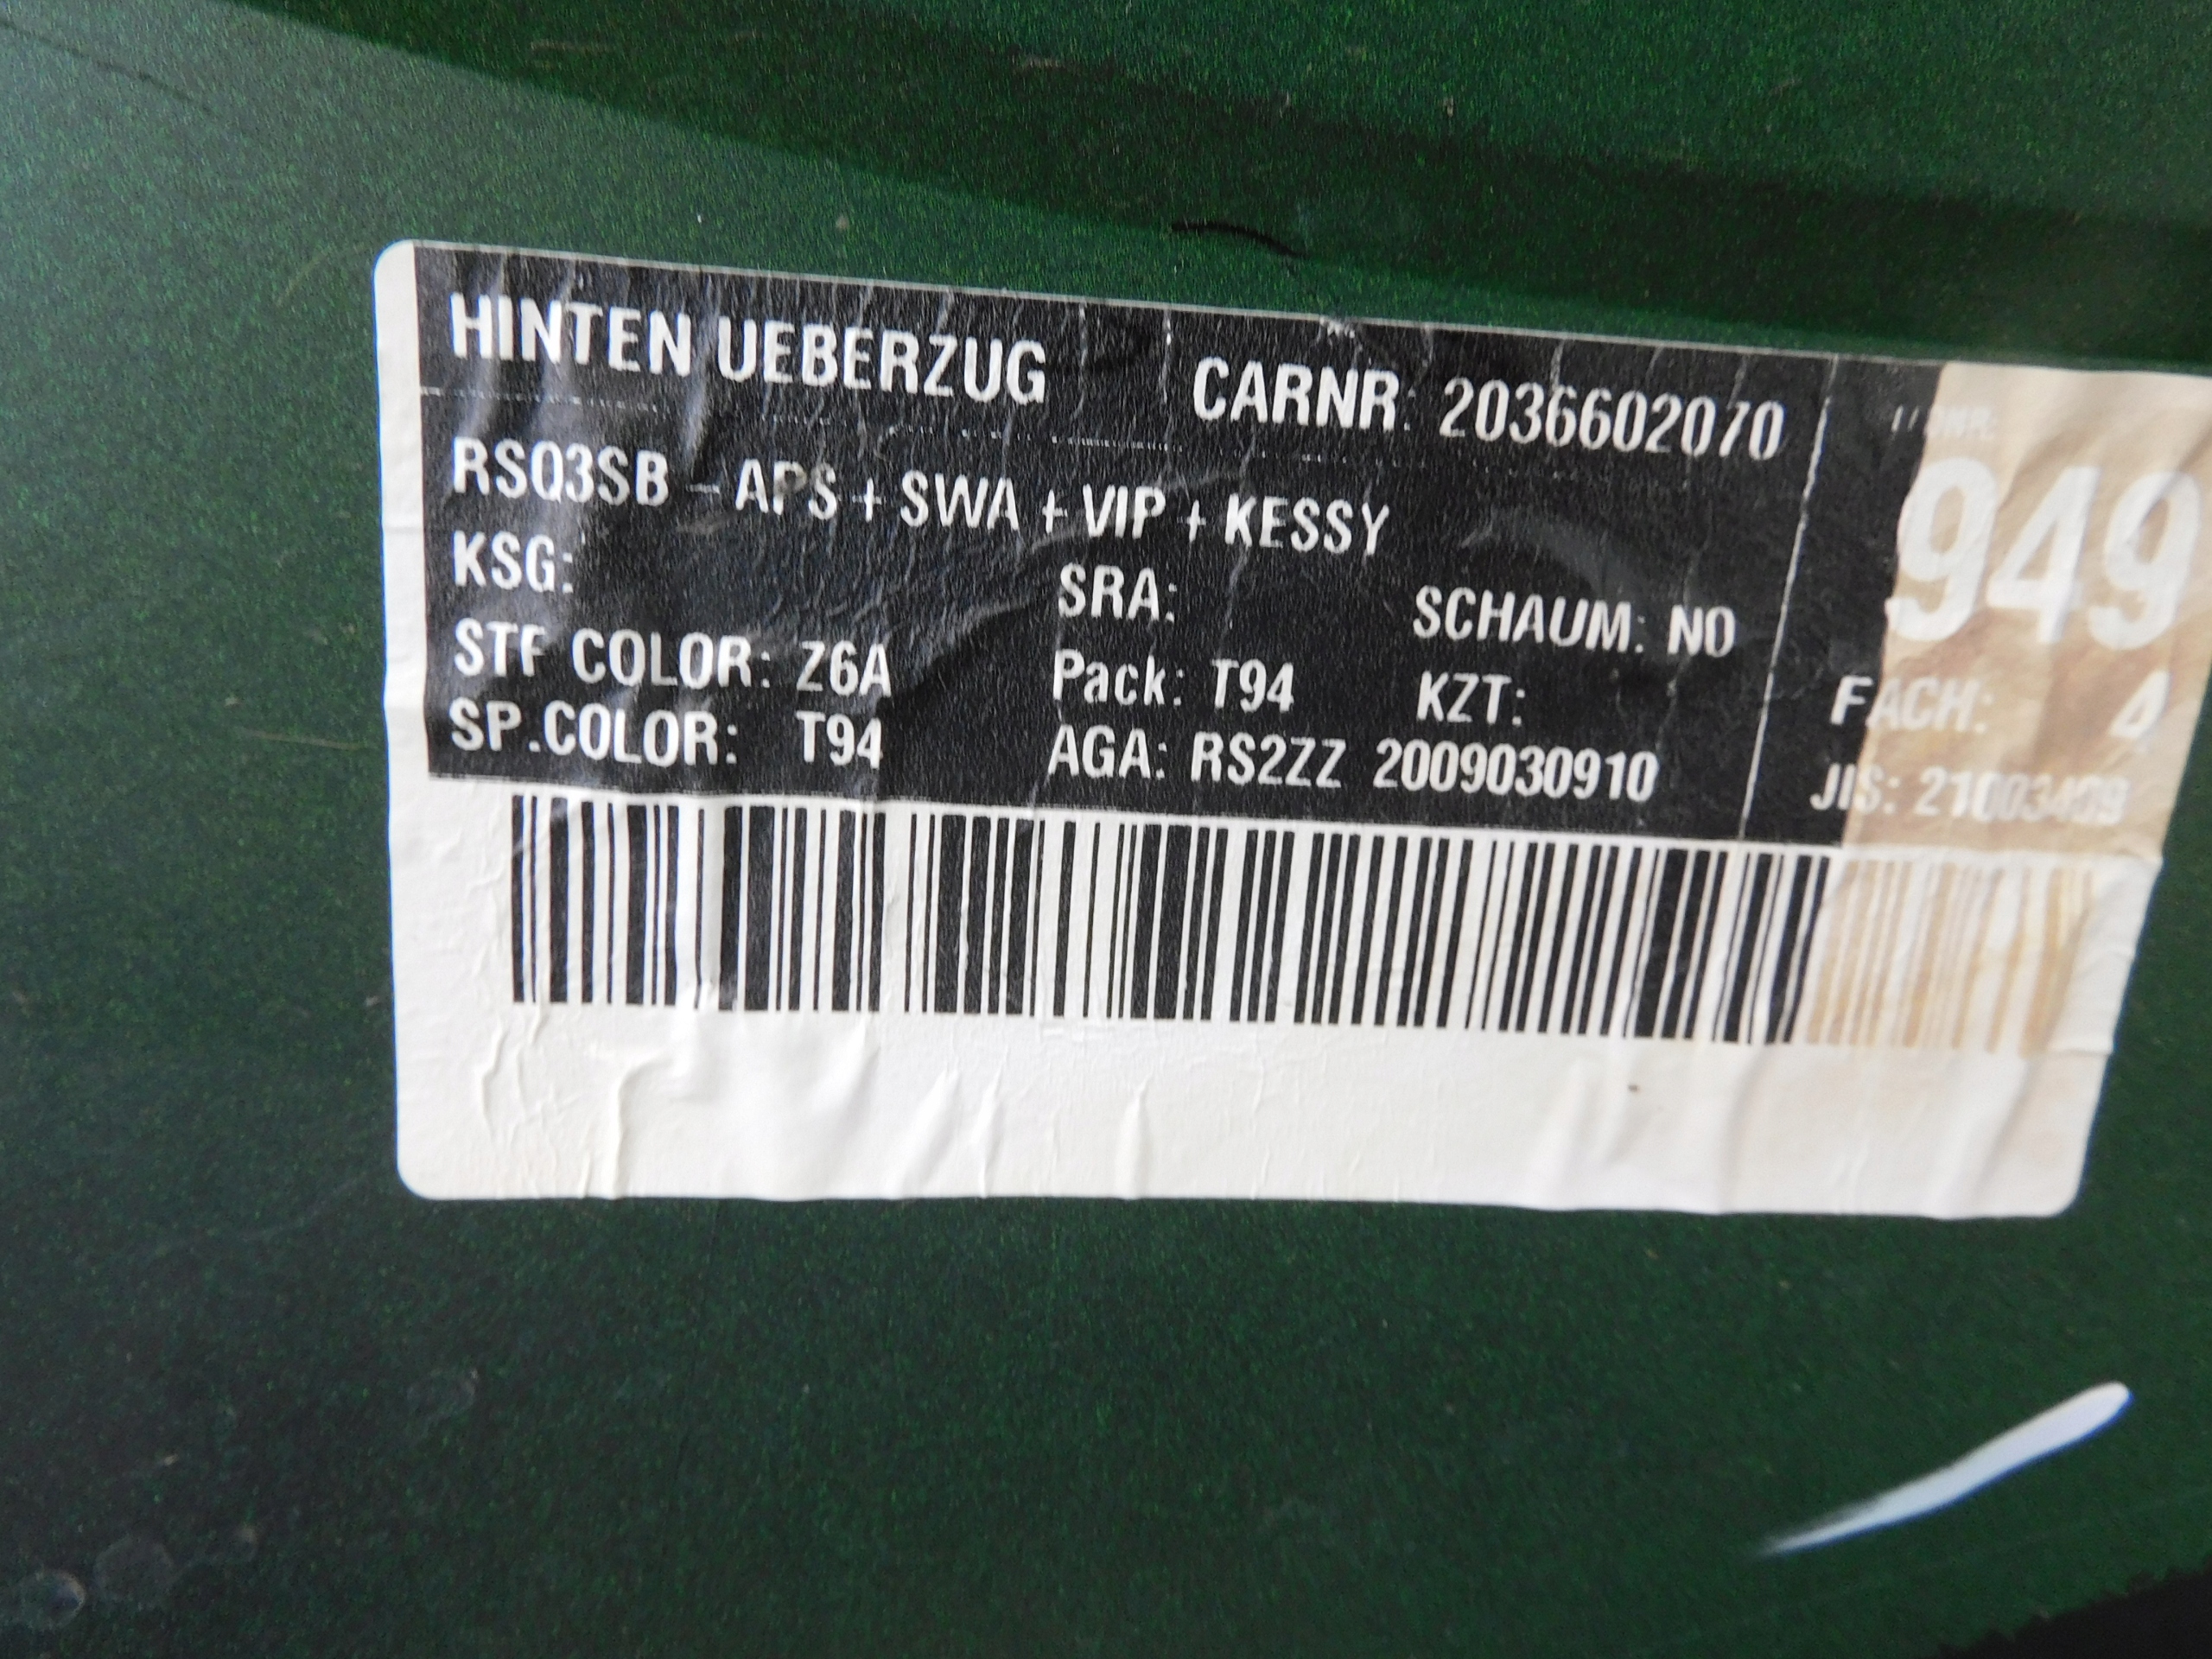 HINTEN UEBERZUG CARNR: 2036602070
RSQ3SB - APS + SWA + VIP + KESSY
949
KSG: SRA: SCHAUM: NO
STF COLOR: Z6A Pack: T94 KZT: FACH: 4
SP.COLOR: T94 AGA: RS2ZZ 2009030910 JIS: